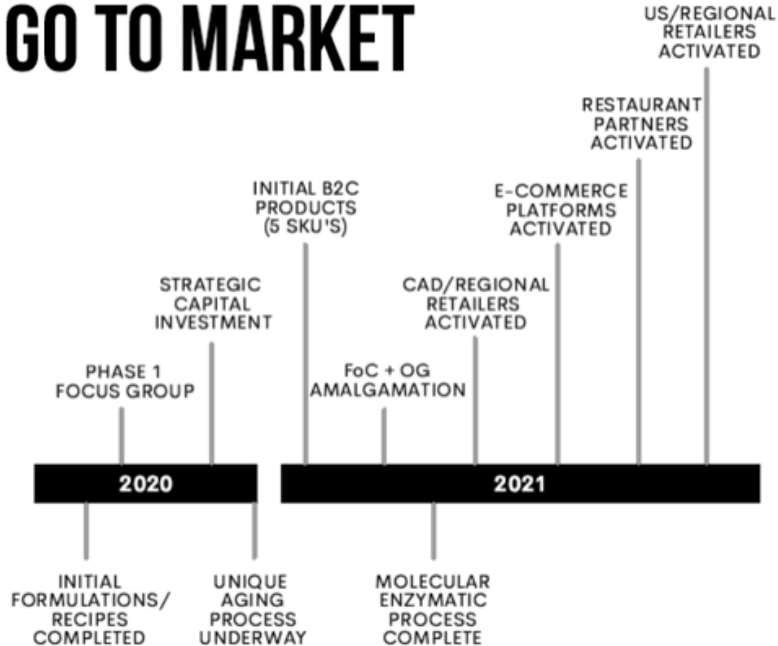 GO TO MARKET
US/REGIONAL
RETAILERS
ACTIVATED
RESTAURANT
PARTNERS
ACTIVATED
INITIAL B2C
PRODUCTS
(5 SKU'S)
E-COMMERCE
PLATFORMS
ACTIVATED
STRATEGIC
CAPITAL
INVESTMENT
CAD/REGIONAL
RETAILERS
ACTIVATED
PHASE 1
FOCUS GROUP
FoC + OG
AMALGAMATION
2020
2021
INITIAL
FORMULATIONS/
RECIPES
COMPLETED
UNIQUE
AGING
PROCESS
UNDERWAY
MOLECULAR
ENZYMATIC
PROCESS
COMPLETE